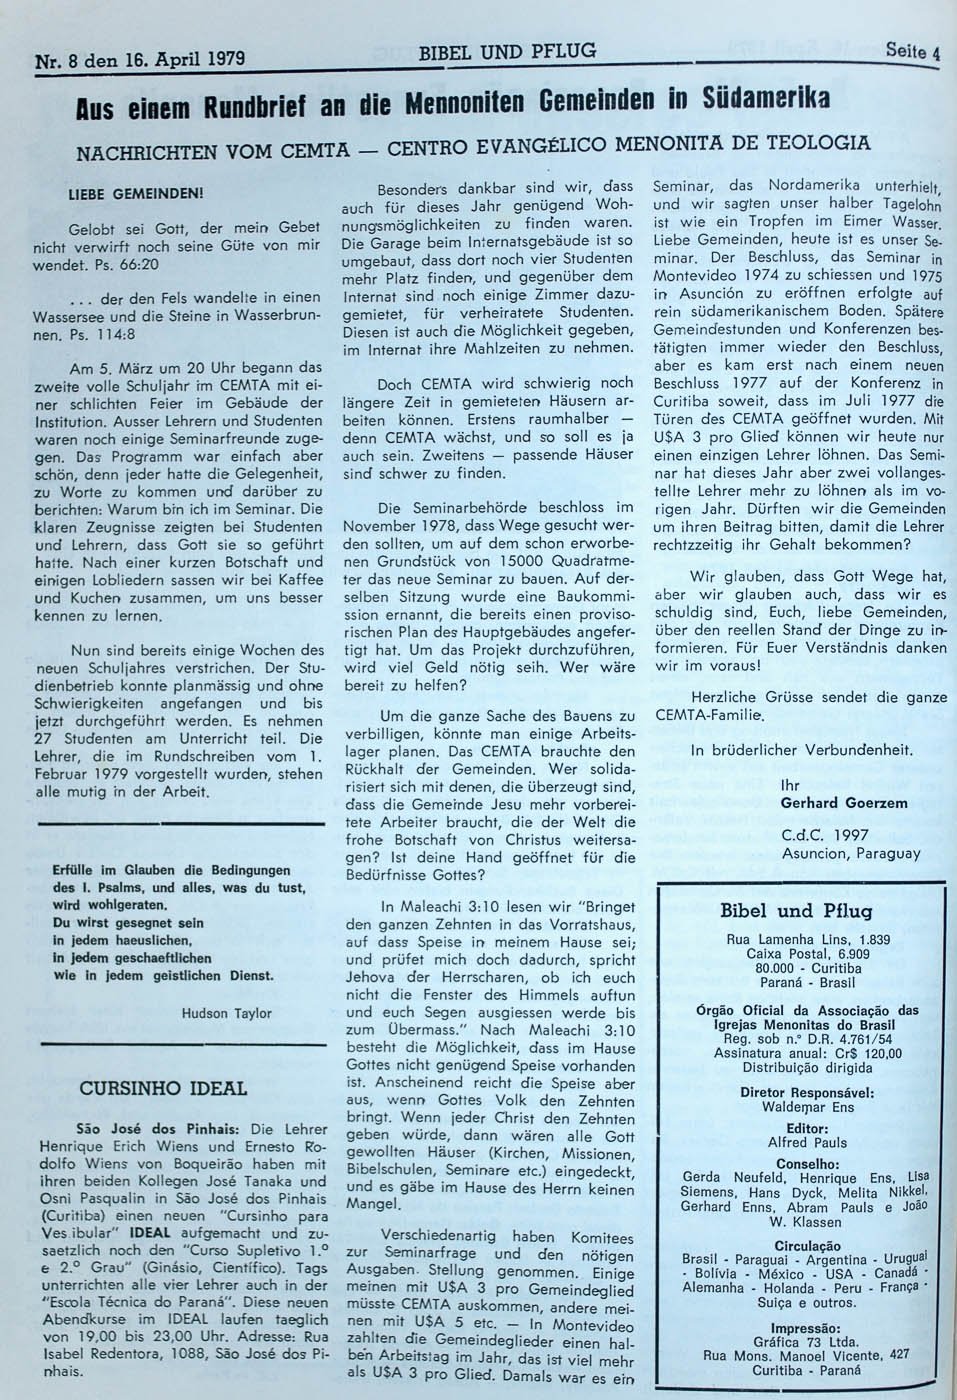 Nr. 8 den 16. April 1979
BIBEL UND PFLUG
Seite 4
Aus einem Rundbrief an die Mennoniten Gemeinden in Südamerika
NACHRICHTEN VOM CEMTA — CENTRO EVANGÉLICO MENONITA DE TEOLOGIA
LIEBE GEMEINDEN!
Gelobt sei Gott, der mein Gebet
nicht verwirft noch seine Güte von mir
wendet. Ps. 66:20
... der den Fels wandelte in einen
Wassersee und die Steine in Wasserbrun-
nen. Ps. 114:8
Am 5. März um 20 Uhr begann das
zweite volle Schuljahr im CEMTA mit ei-
ner schlichten Feier im Gebäude der
Institution. Ausser Lehrern und Studenten
waren noch einige Seminarfreunde zuge-
gen. Das Programm war einfach aber
schön, denn jeder hatte die Gelegenheit,
zu Worte zu kommen und darüber zu
berichten: Warum bin ich im Seminar. Die
klaren Zeugnisse zeigten bei Studenten
und Lehrern, dass Gott sie so geführt
hatte. Nach einer kurzen Botschaft und
einigen Lobliedern sassen wir bei Kaffee
und Kuchen zusammen, um uns besser
kennen zu lernen.
Nun sind bereits einige Wochen des
neuen Schuljahres verstrichen. Der Stu-
dienbetrieb konnte planmässig und ohne
Schwierigkeiten angefangen und bis
jetzt durchgeführt werden. Es nehmen
27 Studenten am Unterricht teil. Die
Lehrer, die im Rundschreiben vom 1.
Februar 1979 vorgestellt wurden, stehen
alle mutig in der Arbeit.
Erfülle im Glauben die Bedingungen
des I. Psalms, und alles, was du tust,
wird wohlgeraten.
Du wirst gesegnet sein
in jedem haeuslichen,
in jedem geschaeftlichen
wie in jedem geistlichen Dienst.
Hudson Taylor
CURSINHO IDEAL
São José dos Pinhais: Die Lehrer
Henrique Erich Wiens und Ernesto Ro-
dolfo Wiens von Boqueirão haben mit
ihren beiden Kollegen José Tanaka und
Osni Pasqualin in São José dos Pinhais
(Curitiba) einen neuen "Cursinho para
Ves.ibular" IDEAL aufgemacht und zu-
saetzlich noch den "Curso Supletivo 1.º
e 2.º Grau" (Ginásio, Científico). Tags
unterrichten alle vier Lehrer auch in der
"Escola Técnica do Paraná". Diese neuen
Abendkurse im IDEAL laufen taeglich
von 19,00 bis 23,00 Uhr. Adresse: Rua
Isabel Redentora, 1088, São José dos Pi-
nhais.
Besonders dankbar sind wir, dass
auch für dieses Jahr genügend Woh-
nungsmöglichkeiten zu finden waren.
Die Garage beim Internatsgebäude ist so
umgebaut, dass dort noch vier Studenten
mehr Platz finden, und gegenüber dem
Internat sind noch einige Zimmer dazu-
gemietet, für verheiratete Studenten.
Diesen ist auch die Möglichkeit gegeben,
im Internat ihre Mahlzeiten zu nehmen.
Doch CEMTA wird schwierig noch
längere Zeit in gemieteten Häusern ar-
beiten können. Erstens raumhalber —
denn CEMTA wächst, und so soll es ja
auch sein. Zweitens — passende Häuser
sind schwer zu finden.
Die Seminarbehörde beschloss im
November 1978, dass Wege gesucht wer-
den sollten, um auf dem schon erworbe-
nen Grundstück von 15000 Quadratme-
ter das neue Seminar zu bauen. Auf der-
selben Sitzung wurde eine Baukommi-
ssion ernannt, die bereits einen proviso-
rischen Plan des Hauptgebäudes angefer-
tigt hat. Um das Projekt durchzuführen,
wird viel Geld nötig seih. Wer wäre
bereit zu helfen?
Um die ganze Sache des Bauens zu
verbilligen, könnte man einige Arbeits-
lager planen. Das CEMTA brauchte den
Rückhalt der Gemeinden. Wer solida-
risiert sich mit denen, die überzeugt sind,
dass die Gemeinde Jesu mehr vorberei-
tete Arbeiter braucht, die der Welt die
frohe Botschaft von Christus weitersa-
gen? Ist deine Hand geöffnet für die
Bedürfnisse Gottes?
In Maleachi 3:10 lesen wir "Bringet
den ganzen Zehnten in das Vorratshaus,
auf dass Speise in meinem Hause sei;
und prüfet mich doch dadurch, spricht
Jehova der Herrscharen, ob ich euch
nicht die Fenster des Himmels auftun
und euch Segen ausgiessen werde bis
zum Übermass." Nach Maleachi 3:10
besteht die Möglichkeit, dass im Hause
Gottes nicht genügend Speise vorhanden
ist. Anscheinend reicht die Speise aber
aus, wenn Gottes Volk den Zehnten
bringt. Wenn jeder Christ den Zehnten
geben würde, dann wären alle Gott
gewollten Häuser (Kirchen, Missionen,
Bibelschulen, Seminare etc.) eingedeckt,
und es gäbe im Hause des Herrn keinen
Mangel.
Verschiedenartig haben Komitees
zur Seminarfrage und den nötigen
Ausgaben. Stellung genommen. Einige
meinen mit U$A 3 pro Gemeindeglied
müsste CEMTA auskommen, andere mei-
nen mit U$A 5 etc. — In Montevideo
zahlten die Gemeindeglieder einen hal-
ben Arbeitstag im Jahr, das ist viel mehr
als U$A 3 pro Glied. Damals war es ein
Seminar, das Nordamerika unterhielt,
und wir sagten unser halber Tagelohn
ist wie ein Tropfen im Eimer Wasser.
Liebe Gemeinden, heute ist es unser Se-
minar. Der Beschluss, das Seminar in
Montevideo 1974 zu schiessen und 1975
in Asunción zu eröffnen erfolgte auf
rein südamerikanischem Boden. Spätere
Gemeindestunden und Konferenzen bes-
tätigten immer wieder den Beschluss,
aber es kam erst nach einem neuen
Beschluss 1977 auf der Konferenz in
Curitiba soweit, dass im Juli 1977 die
Türen des CEMTA geöffnet wurden. Mit
U$A 3 pro Glied können wir heute nur
einen einzigen Lehrer löhnen. Das Semi-
nar hat dieses Jahr aber zwei vollanges-
tellte Lehrer mehr zu löhnen als im vo-
rigen Jahr. Dürften wir die Gemeinden
um ihren Beitrag bitten, damit die Lehrer
rechtzzeitig ihr Gehalt bekommen?
Wir glauben, dass Gott Wege hat,
aber wir glauben auch, dass wir es
schuldig sind, Euch, liebe Gemeinden,
über den reellen Stand der Dinge zu in-
formieren. Für Euer Verständnis danken
wir im voraus!
Herzliche Grüsse sendet die ganze
CEMTA-Familie.
In brüderlicher Verbundenheit.
Ihr
Gerhard Goerzem
C.d.C. 1997
Asuncion, Paraguay
Bibel und Pflug
Rua Lamenha Lins, 1.839
Caixa Postal, 6.909
80.000 - Curitiba
Paraná - Brasil
Órgão Oficial da Associação das
Igrejas Menonitas do Brasil
Reg. sob n.º D.R. 4.761/54
Assinatura anual: Cr$ 120,00
Distribuição dirigida
Diretor Responsável:
Waldemar Ens
Editor:
Alfred Pauls
Conselho:
Gerda Neufeld, Henrique Ens, Lisa
Siemens, Hans Dyck, Melita Nikkel,
Gerhard Enns, Abram Pauls e João
W. Klassen
Circulação
Brasil - Paraguai - Argentina - Uruguai
- Bolívia - México - USA - Canadá -
Alemanha - Holanda - Peru - França -
Suiça e outros.
Impressão:
Gráfica 73 Ltda.
Rua Mons. Manoel Vicente, 427
Curitiba - Paraná